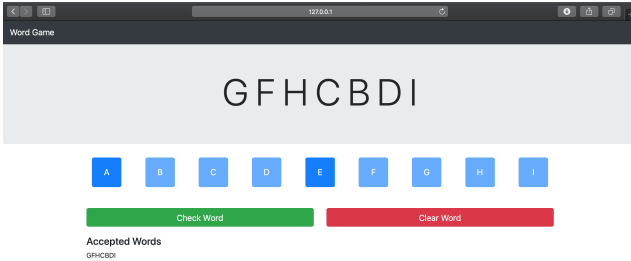 127.0.0.1
Word Game
GFHCBDI
A B C D E F G H I
Check Word Clear Word
Accepted Words
GFHCBDI